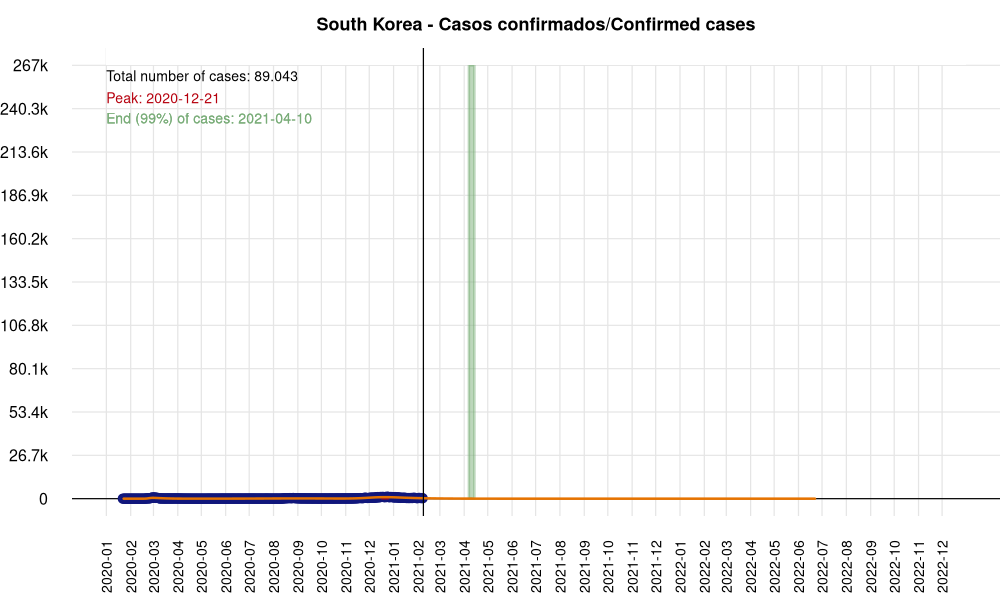 South Korea - Casos confirmados/Confirmed cases
267k
Total number of cases: 89.043
Peak: 2020-12-21
240.3k
End (99%) of cases: 2021-04-10
213.6k
186.9k
160.2k
133.5k
106.8k
80.1k
53.4k
26.7k
0
2020-01
2020-02
2020-03
2020-04
2020-05
2020-06
2020-07
2020-08
2020-09
2020-10
2020-11
2020-12
2021-01
2021-02
2021-03
2021-04
2021-05
2021-06
2021-07
2021-08
2021-09
2021-10
2021-11
2021-12
2022-01
2022-02
2022-03
2022-04
2022-05
2022-06
2022-07
2022-08
2022-09
2022-10
2022-11
2022-12